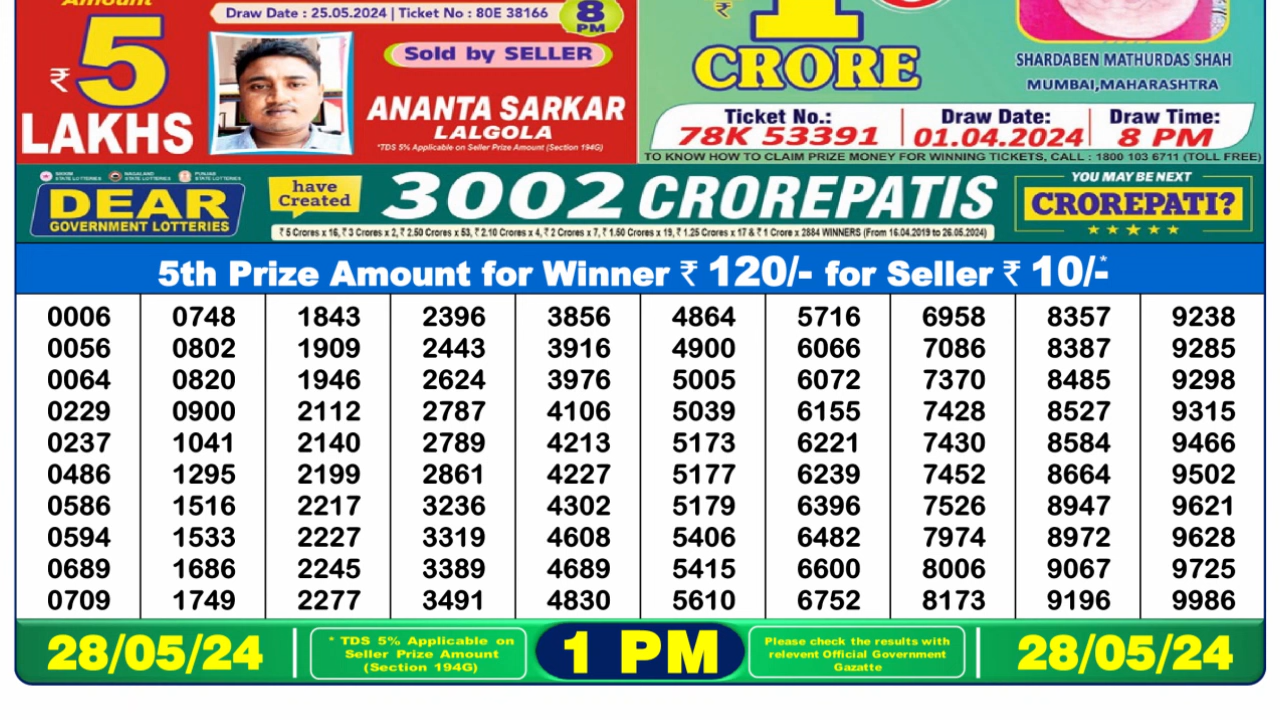 Amount
₹5
LAKHS
Draw Date : 25.05.2024 | Ticket No : 80E 38166
8
PM
Sold by SELLER
ANANTA SARKAR
LALGOLA
*TDS 5% Applicable on Seller Prize Amount (Section 194G)
₹ 1
CRORE
SHARDABEN MATHURDAS SHAH
MUMBAI,MAHARASHTRA
Ticket No.: Draw Date: Draw Time:
78K 53391 01.04.2024 8 PM
TO KNOW HOW TO CLAIM PRIZE MONEY FOR WINNING TICKETS, CALL : 1800 103 6711 (TOLL FREE)
SIKKIM STATE LOTTERIES NAGALAND STATE LOTTERIES PUNJAB STATE LOTTERIES
DEAR
GOVERNMENT LOTTERIES
have
Created
3002 CROREPATIS
₹ 5 Crores x 16, ₹ 3 Crores x 2, ₹ 2.50 Crores x 53, ₹ 2.10 Crores x 4, ₹ 2 Crores x 7, ₹ 1.50 Crores x 19, ₹ 1.25 Crores x 17 & ₹ 1 Crore x 2884 WINNERS (From 16.04.2019 to 26.05.2024)
YOU MAY BE NEXT
CROREPATI?
5th Prize Amount for Winner ₹ 120/- for Seller ₹ 10/-*
0006 0748 1843 2396 3856 4864 5716 6958 8357 9238
0056 0802 1909 2443 3916 4900 6066 7086 8387 9285
0064 0820 1946 2624 3976 5005 6072 7370 8485 9298
0229 0900 2112 2787 4106 5039 6155 7428 8527 9315
0237 1041 2140 2789 4213 5173 6221 7430 8584 9466
0486 1295 2199 2861 4227 5177 6239 7452 8664 9502
0586 1516 2217 3236 4302 5179 6396 7526 8947 9621
0594 1533 2227 3319 4608 5406 6482 7974 8972 9628
0689 1686 2245 3389 4689 5415 6600 8006 9067 9725
0709 1749 2277 3491 4830 5610 6752 8173 9196 9986
28/05/24
* TDS 5% Applicable on
Seller Prize Amount
(Section 194G)
1 PM
Please check the results with
relevent Official Government
Gazatte
28/05/24